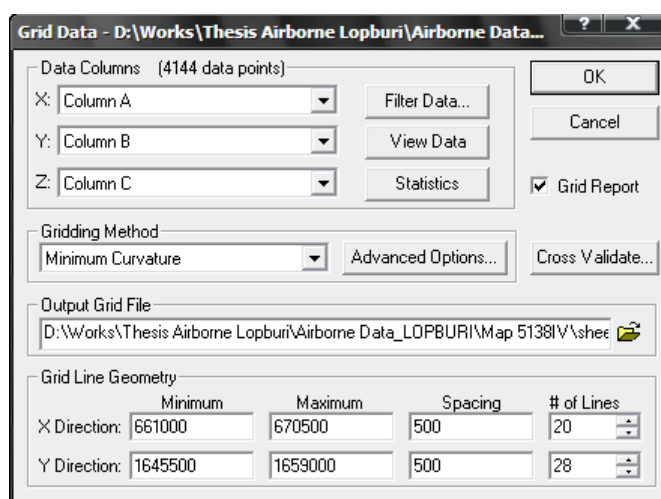 Grid Data - D:\Works\Thesis Airborne Lopburi\Airborne Data...
? X
Data Columns (4144 data points)
X: Column A
Filter Data...
Y: Column B
View Data
Z: Column C
Statistics
OK
Cancel
Grid Report
Gridding Method
Minimum Curvature
Advanced Options...
Cross Validate...
Output Grid File
D:\Works\Thesis Airborne Lopburi\Airborne Data_LOPBURI\Map 5138IV\shee
Grid Line Geometry
Minimum Maximum Spacing # of Lines
X Direction: 661000 670500 500 20
Y Direction: 1645500 1659000 500 28